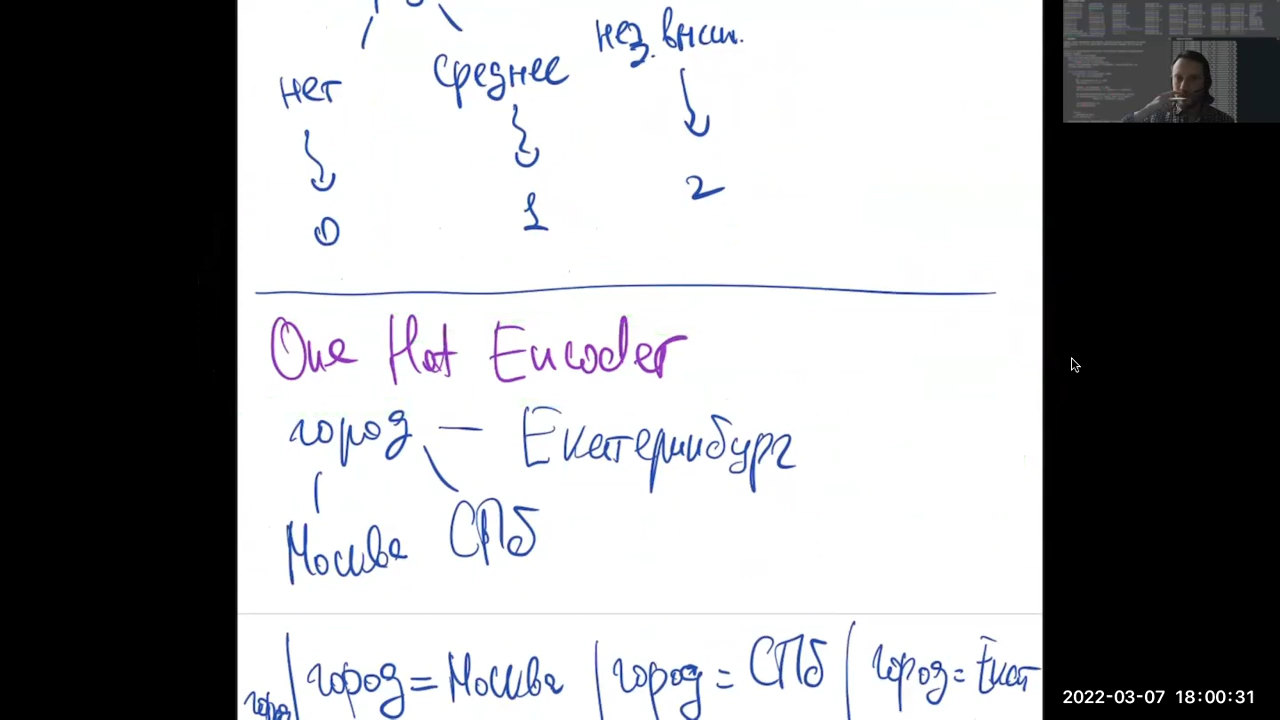 нет среднее нез. высш.
0 1 2
One Hot Encoder
город — Екатеринбург
Москва СПб
город | город = Москва | город = СПб | город = Екат
2022-03-07 18:00:31